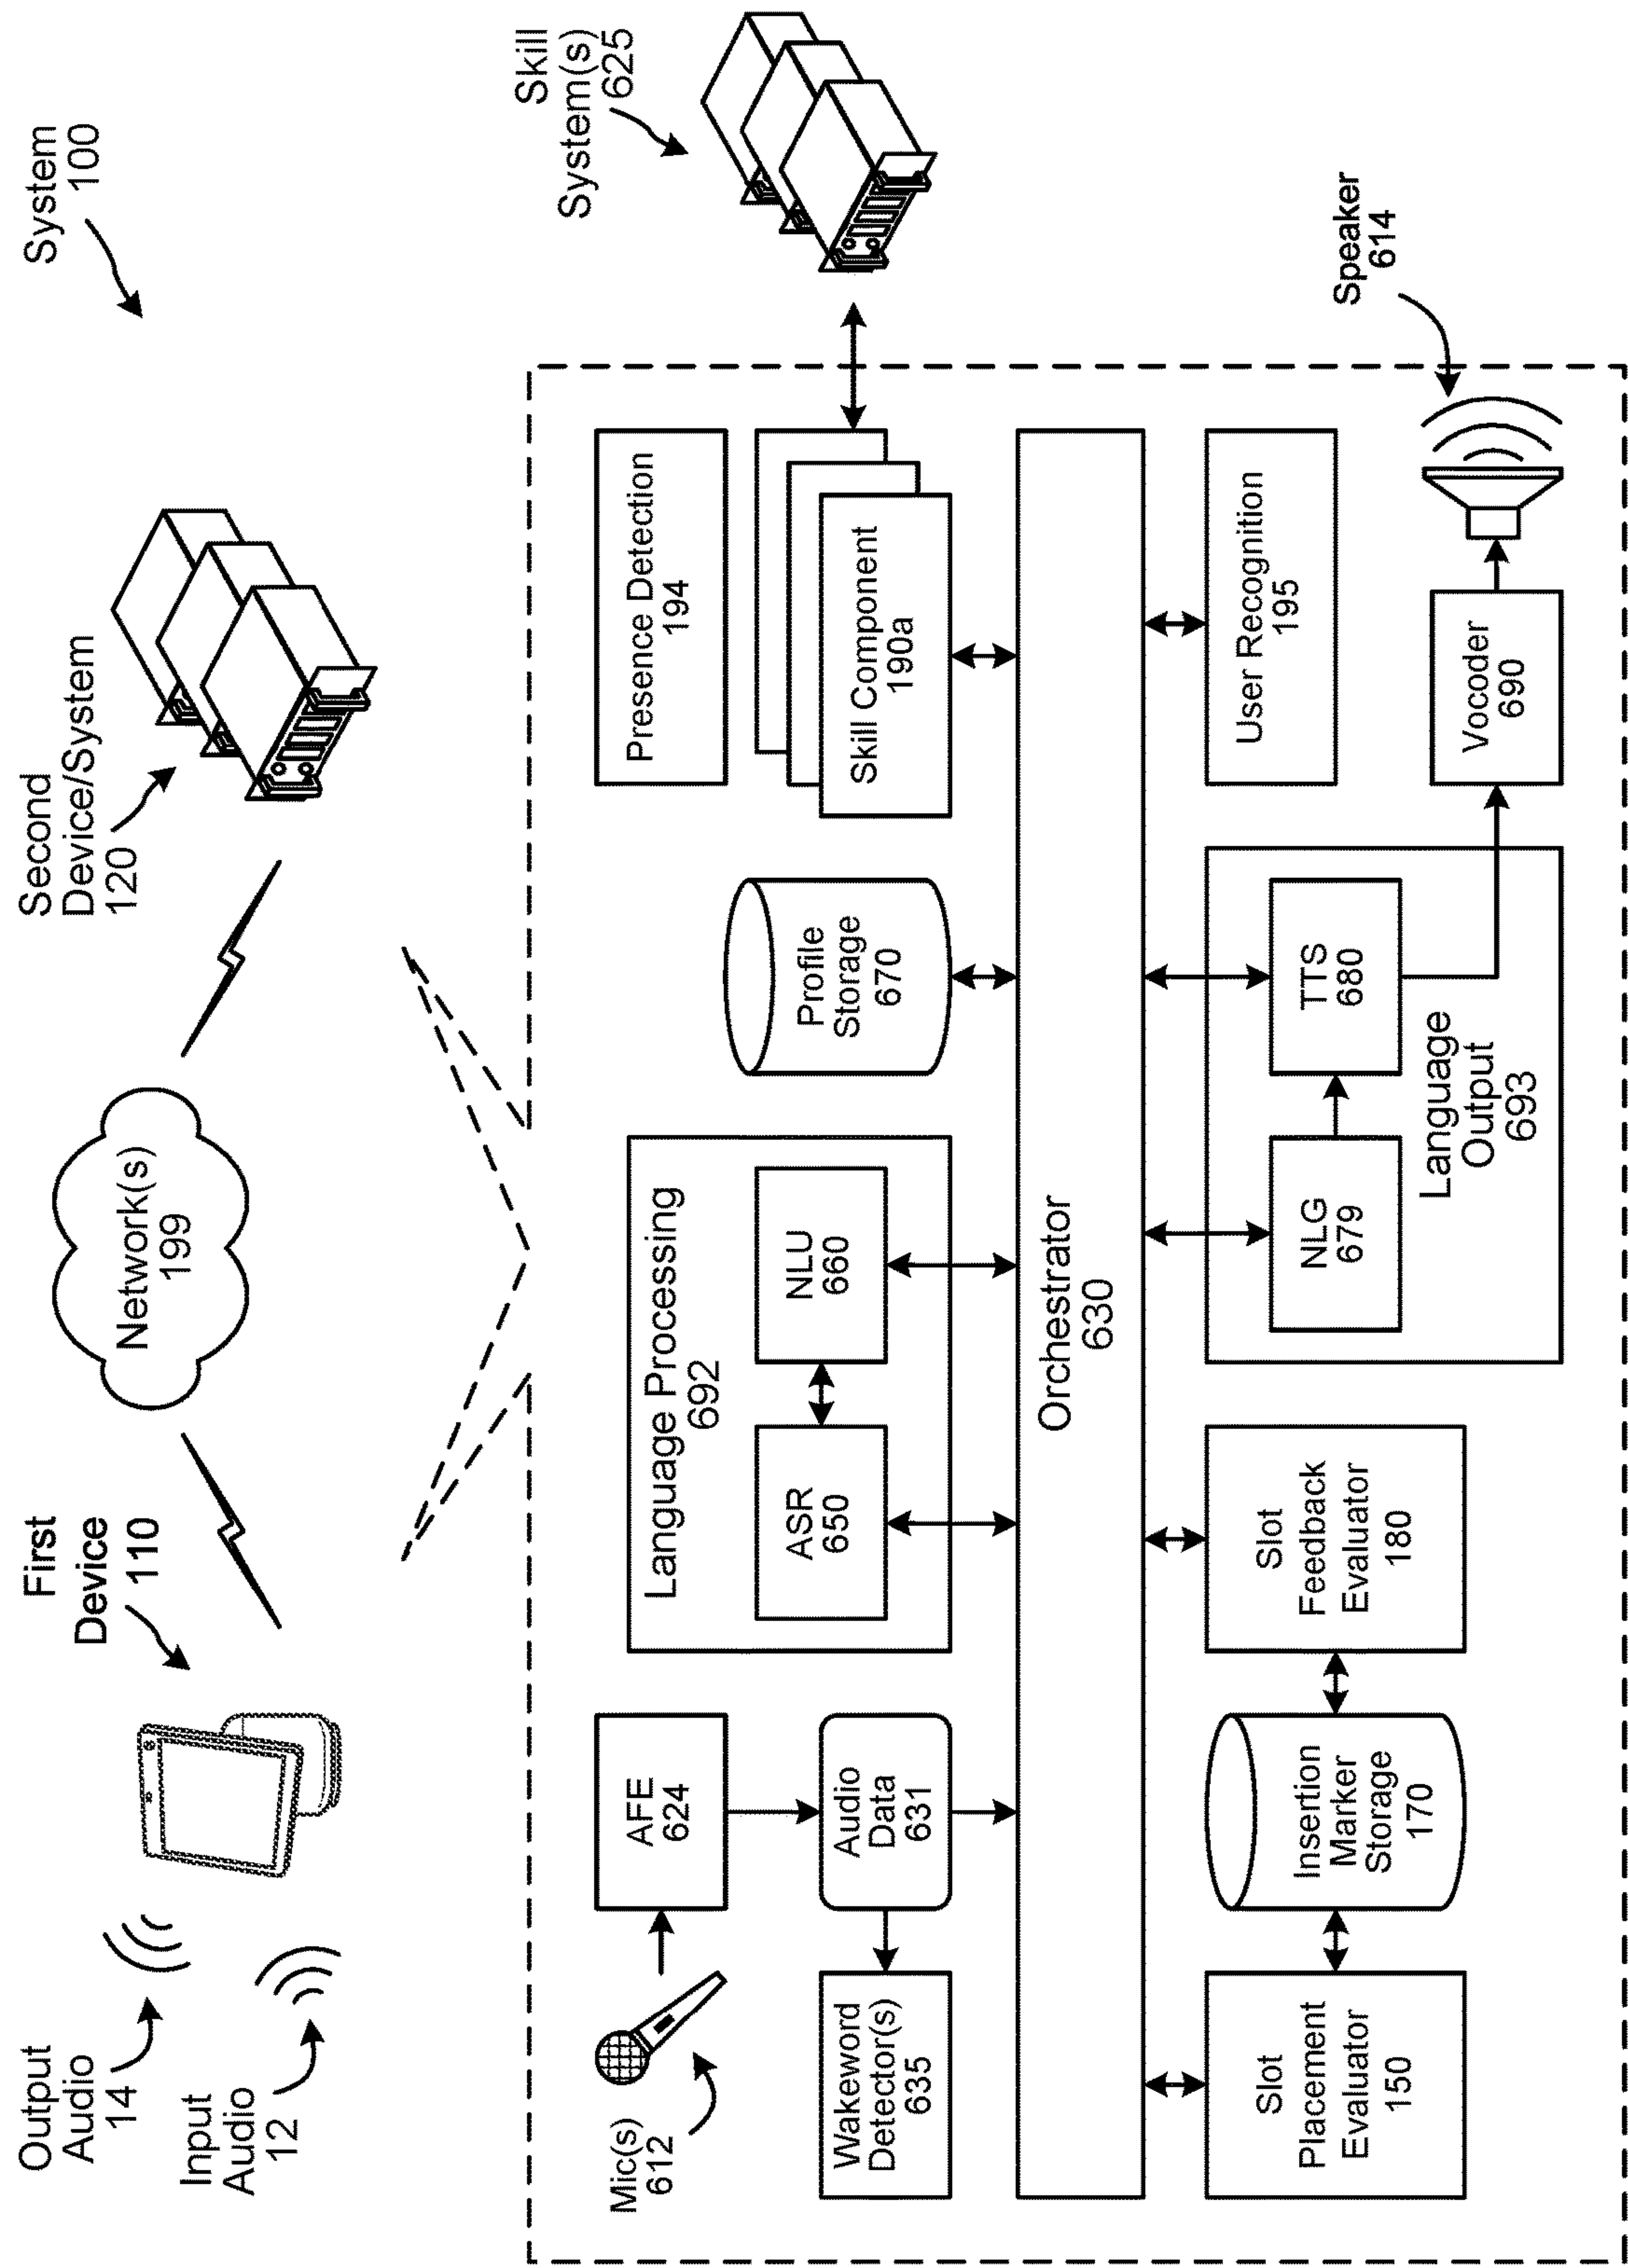 System
100
Output
Audio
14
Input
Audio
12
First
Device
110
Network(s)
199
Second
Device/System
120
Skill
System(s)
625
Mic(s)
612
AFE
624
Audio
Data
631
Wakeword
Detector(s)
635
Language Processing
692
ASR
650
NLU
660
Profile
Storage
670
Presence Detection
194
Skill Component
190a
Orchestrator
630
Slot
Placement
Evaluator
150
Insertion
Marker
Storage
170
Slot
Feedback
Evaluator
180
NLG
679
TTS
680
Language
Output
693
User Recognition
195
Vocoder
690
Speaker
614